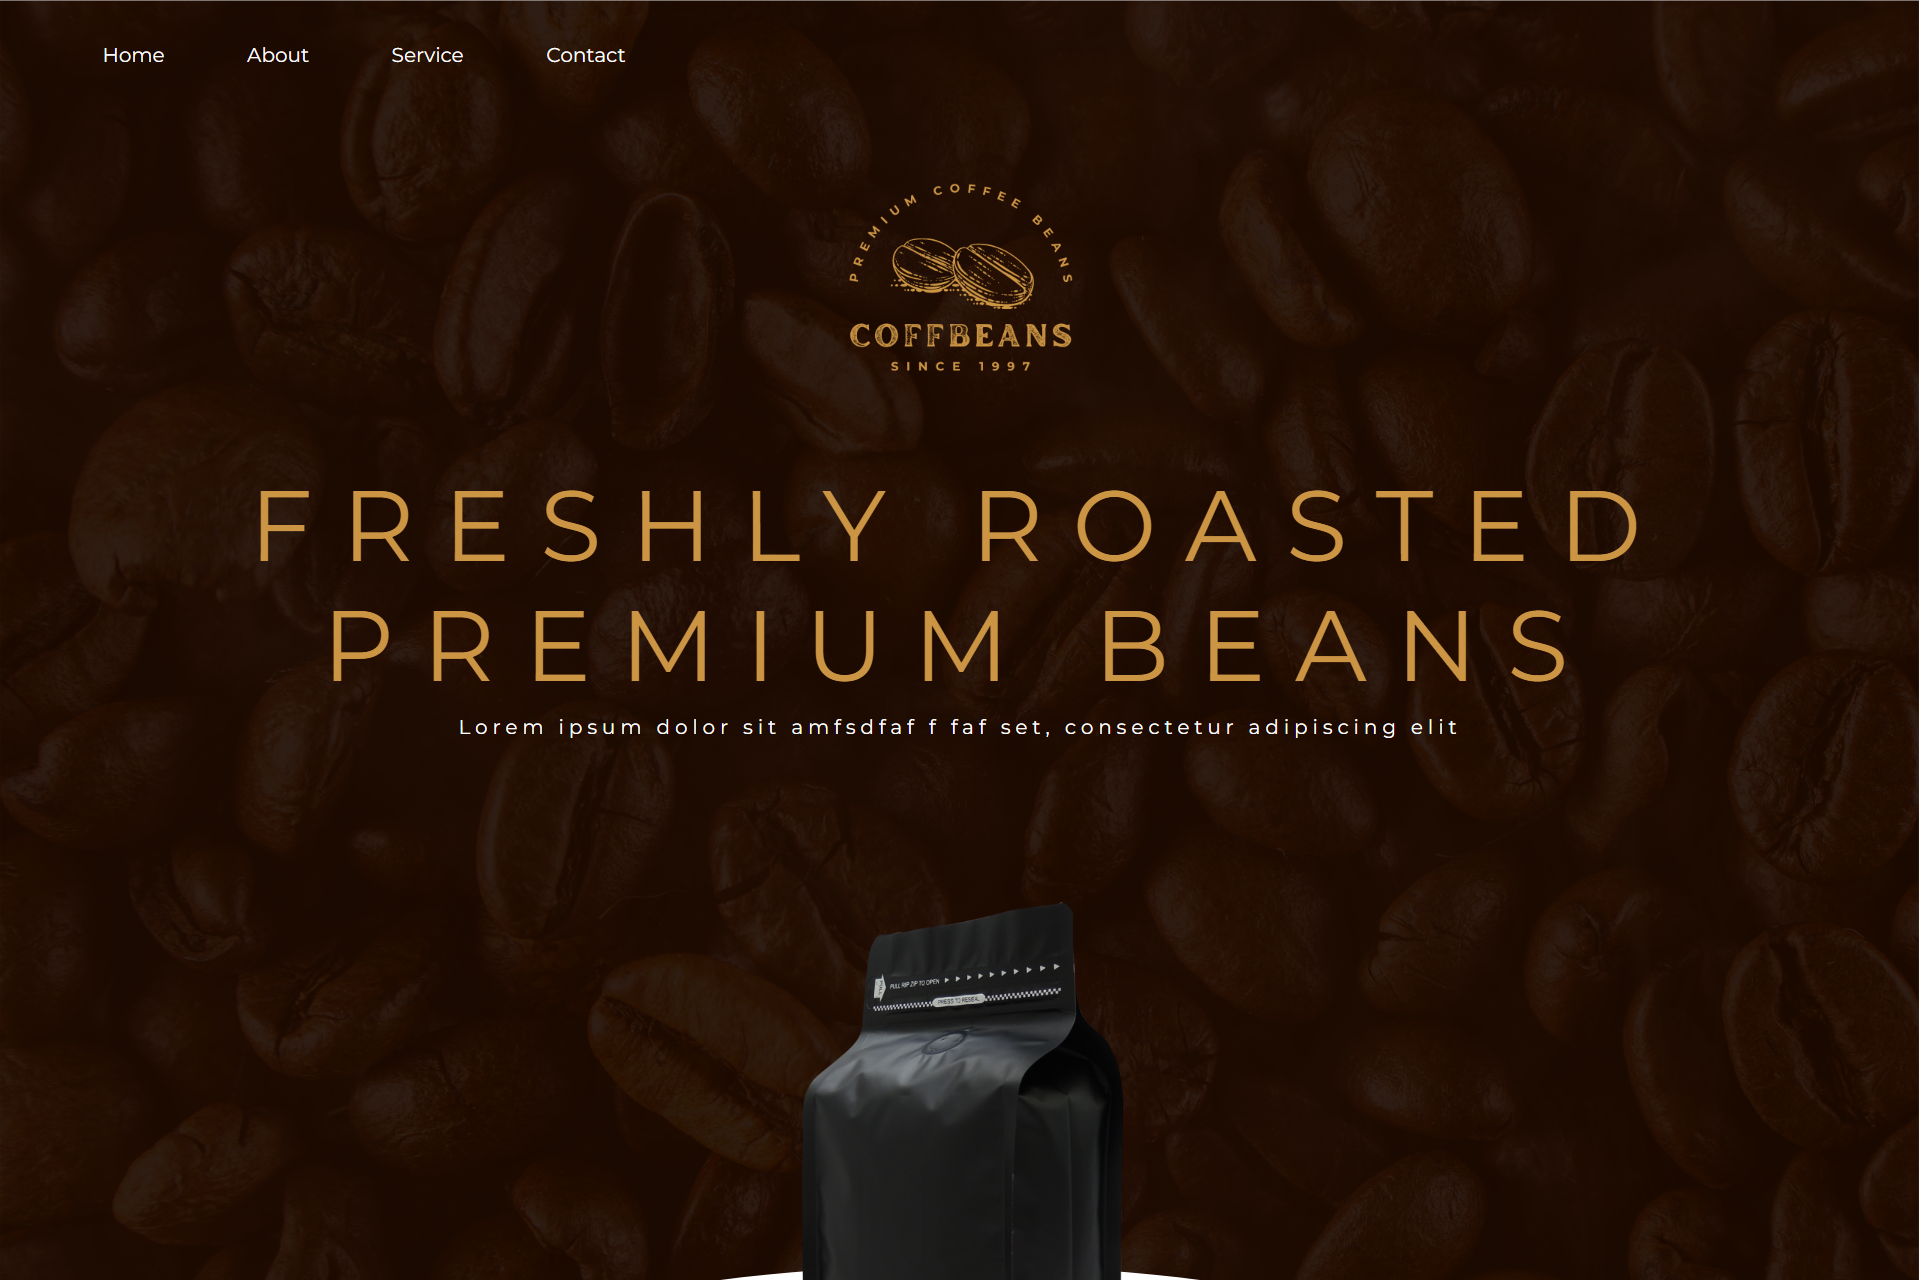 Home About Service Contact
PREMIUM COFFEE BEANS
COFFBEANS
SINCE 1997
FRESHLY ROASTED
PREMIUM BEANS
Lorem ipsum dolor sit amfsdfaf f faf set, consectetur adipiscing elit
PULL RIP ZIP TO OPEN
PRESS TO RESEAL